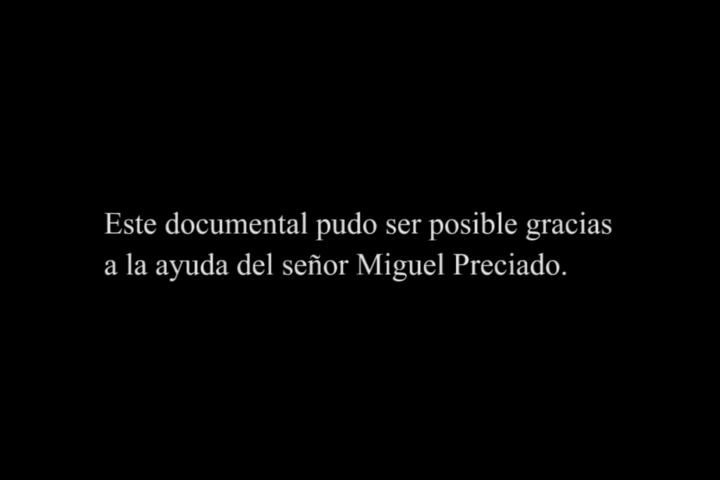 Este documental pudo ser posible gracias
a la ayuda del señor Miguel Preciado.